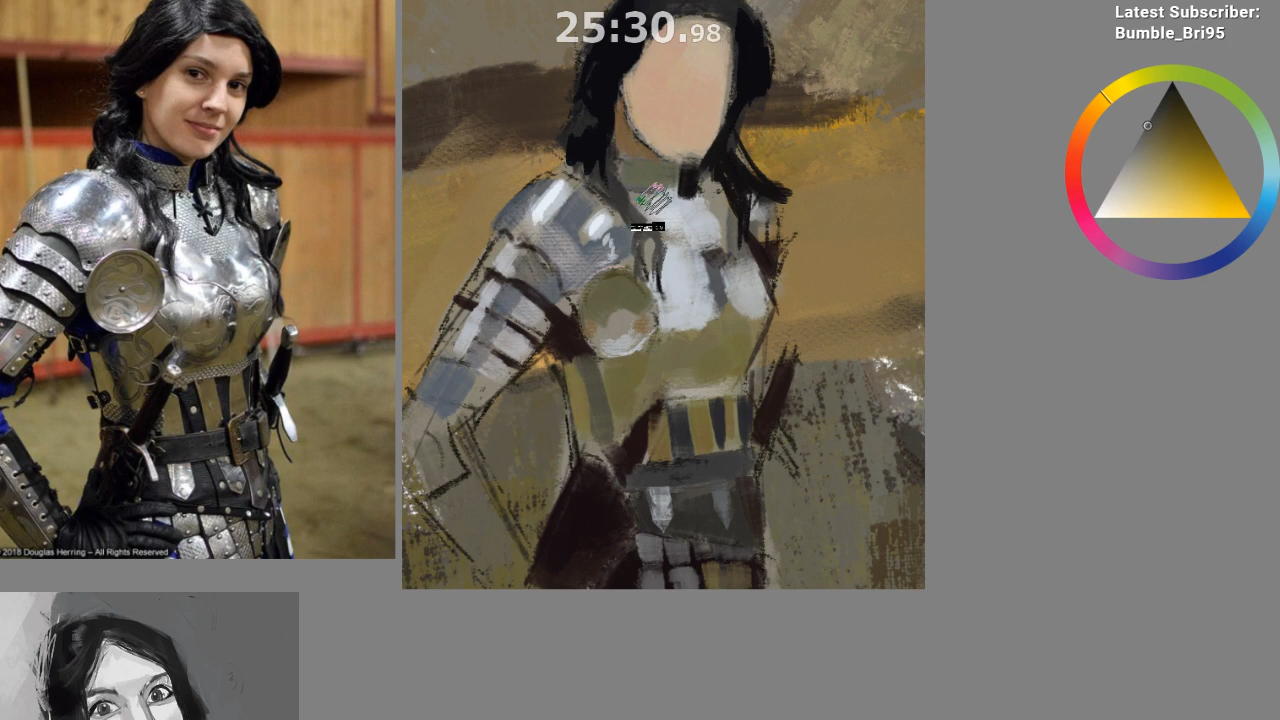 25:30.98
Latest Subscriber:
Bumble_Bri95
2018 Douglas Herring – All Rights Reserved